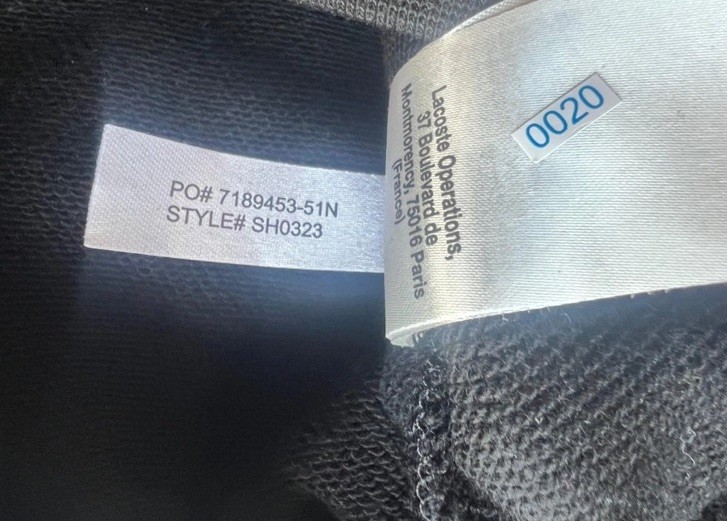 PO# 7189453-51N
STYLE# SH0323
Lacoste Operations,
37 Boulevard de
Montmorency, 75016 Paris
(France)
0020